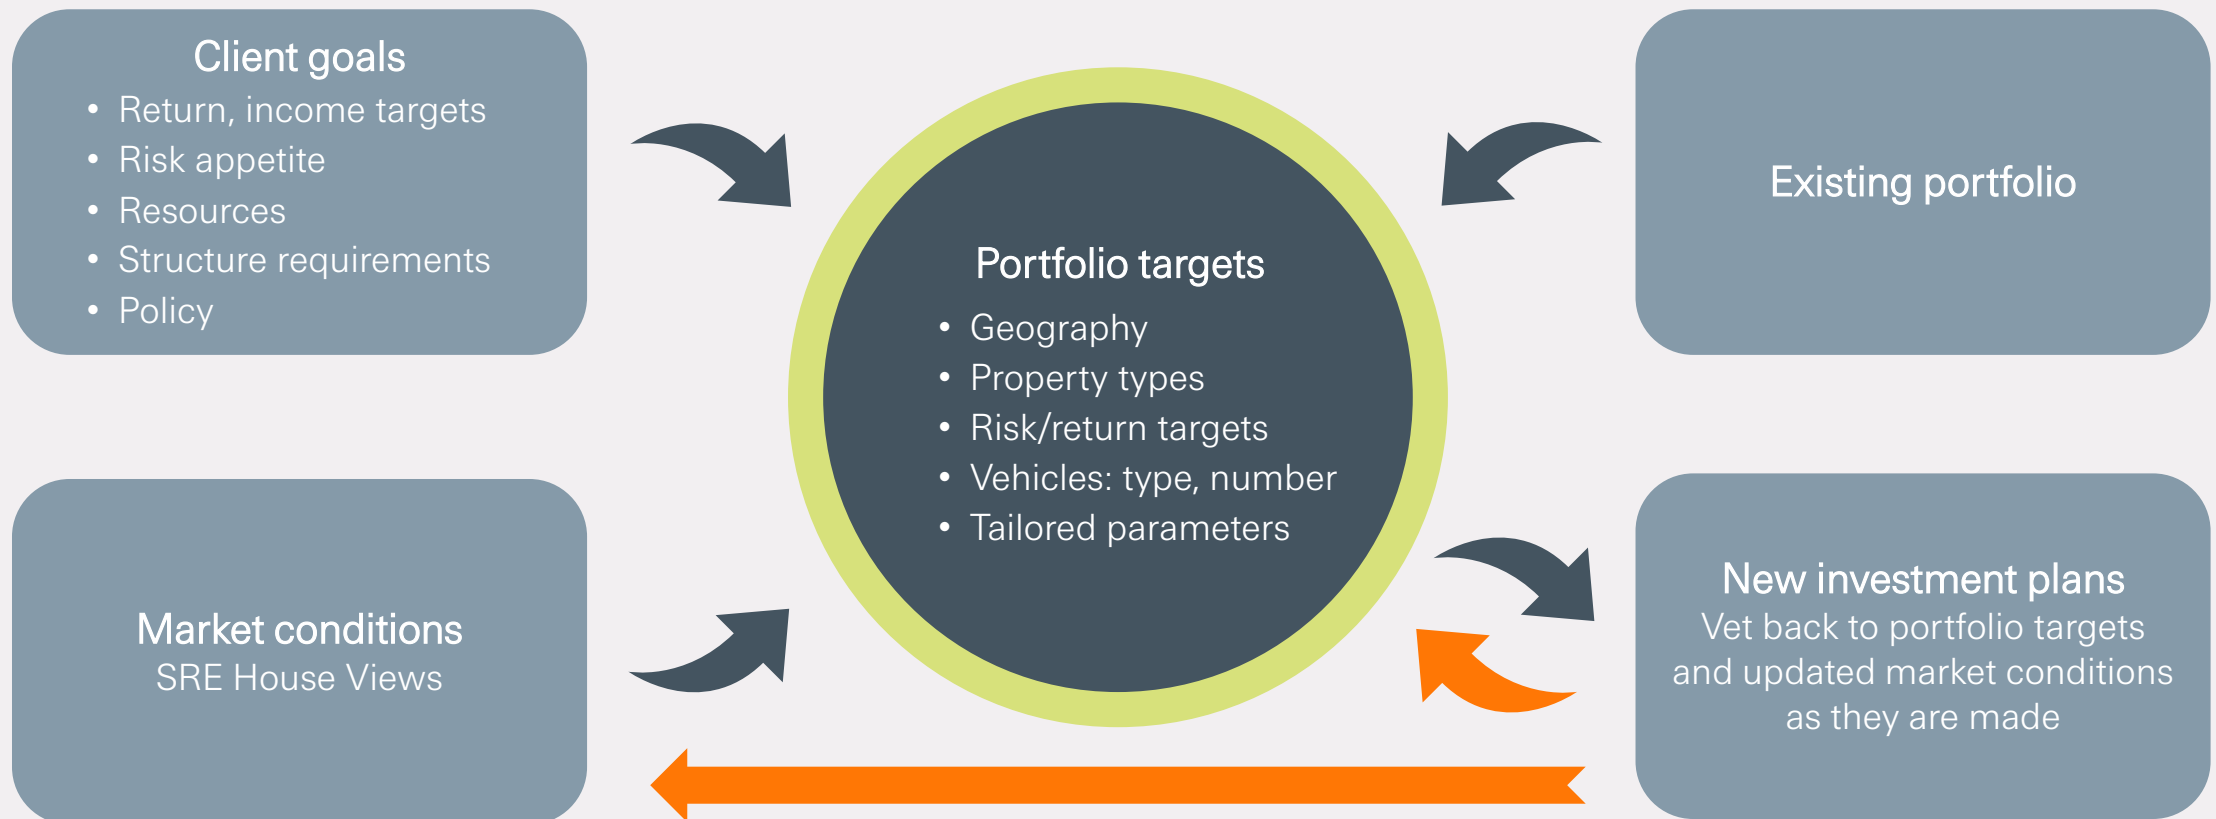 Client goals
• Return, income targets
• Risk appetite
• Resources
• Structure requirements
• Policy
Existing portfolio
Portfolio targets
• Geography
• Property types
• Risk/return targets
• Vehicles: type, number
• Tailored parameters
Market conditions
SRE House Views
New investment plans
Vet back to portfolio targets
and updated market conditions
as they are made